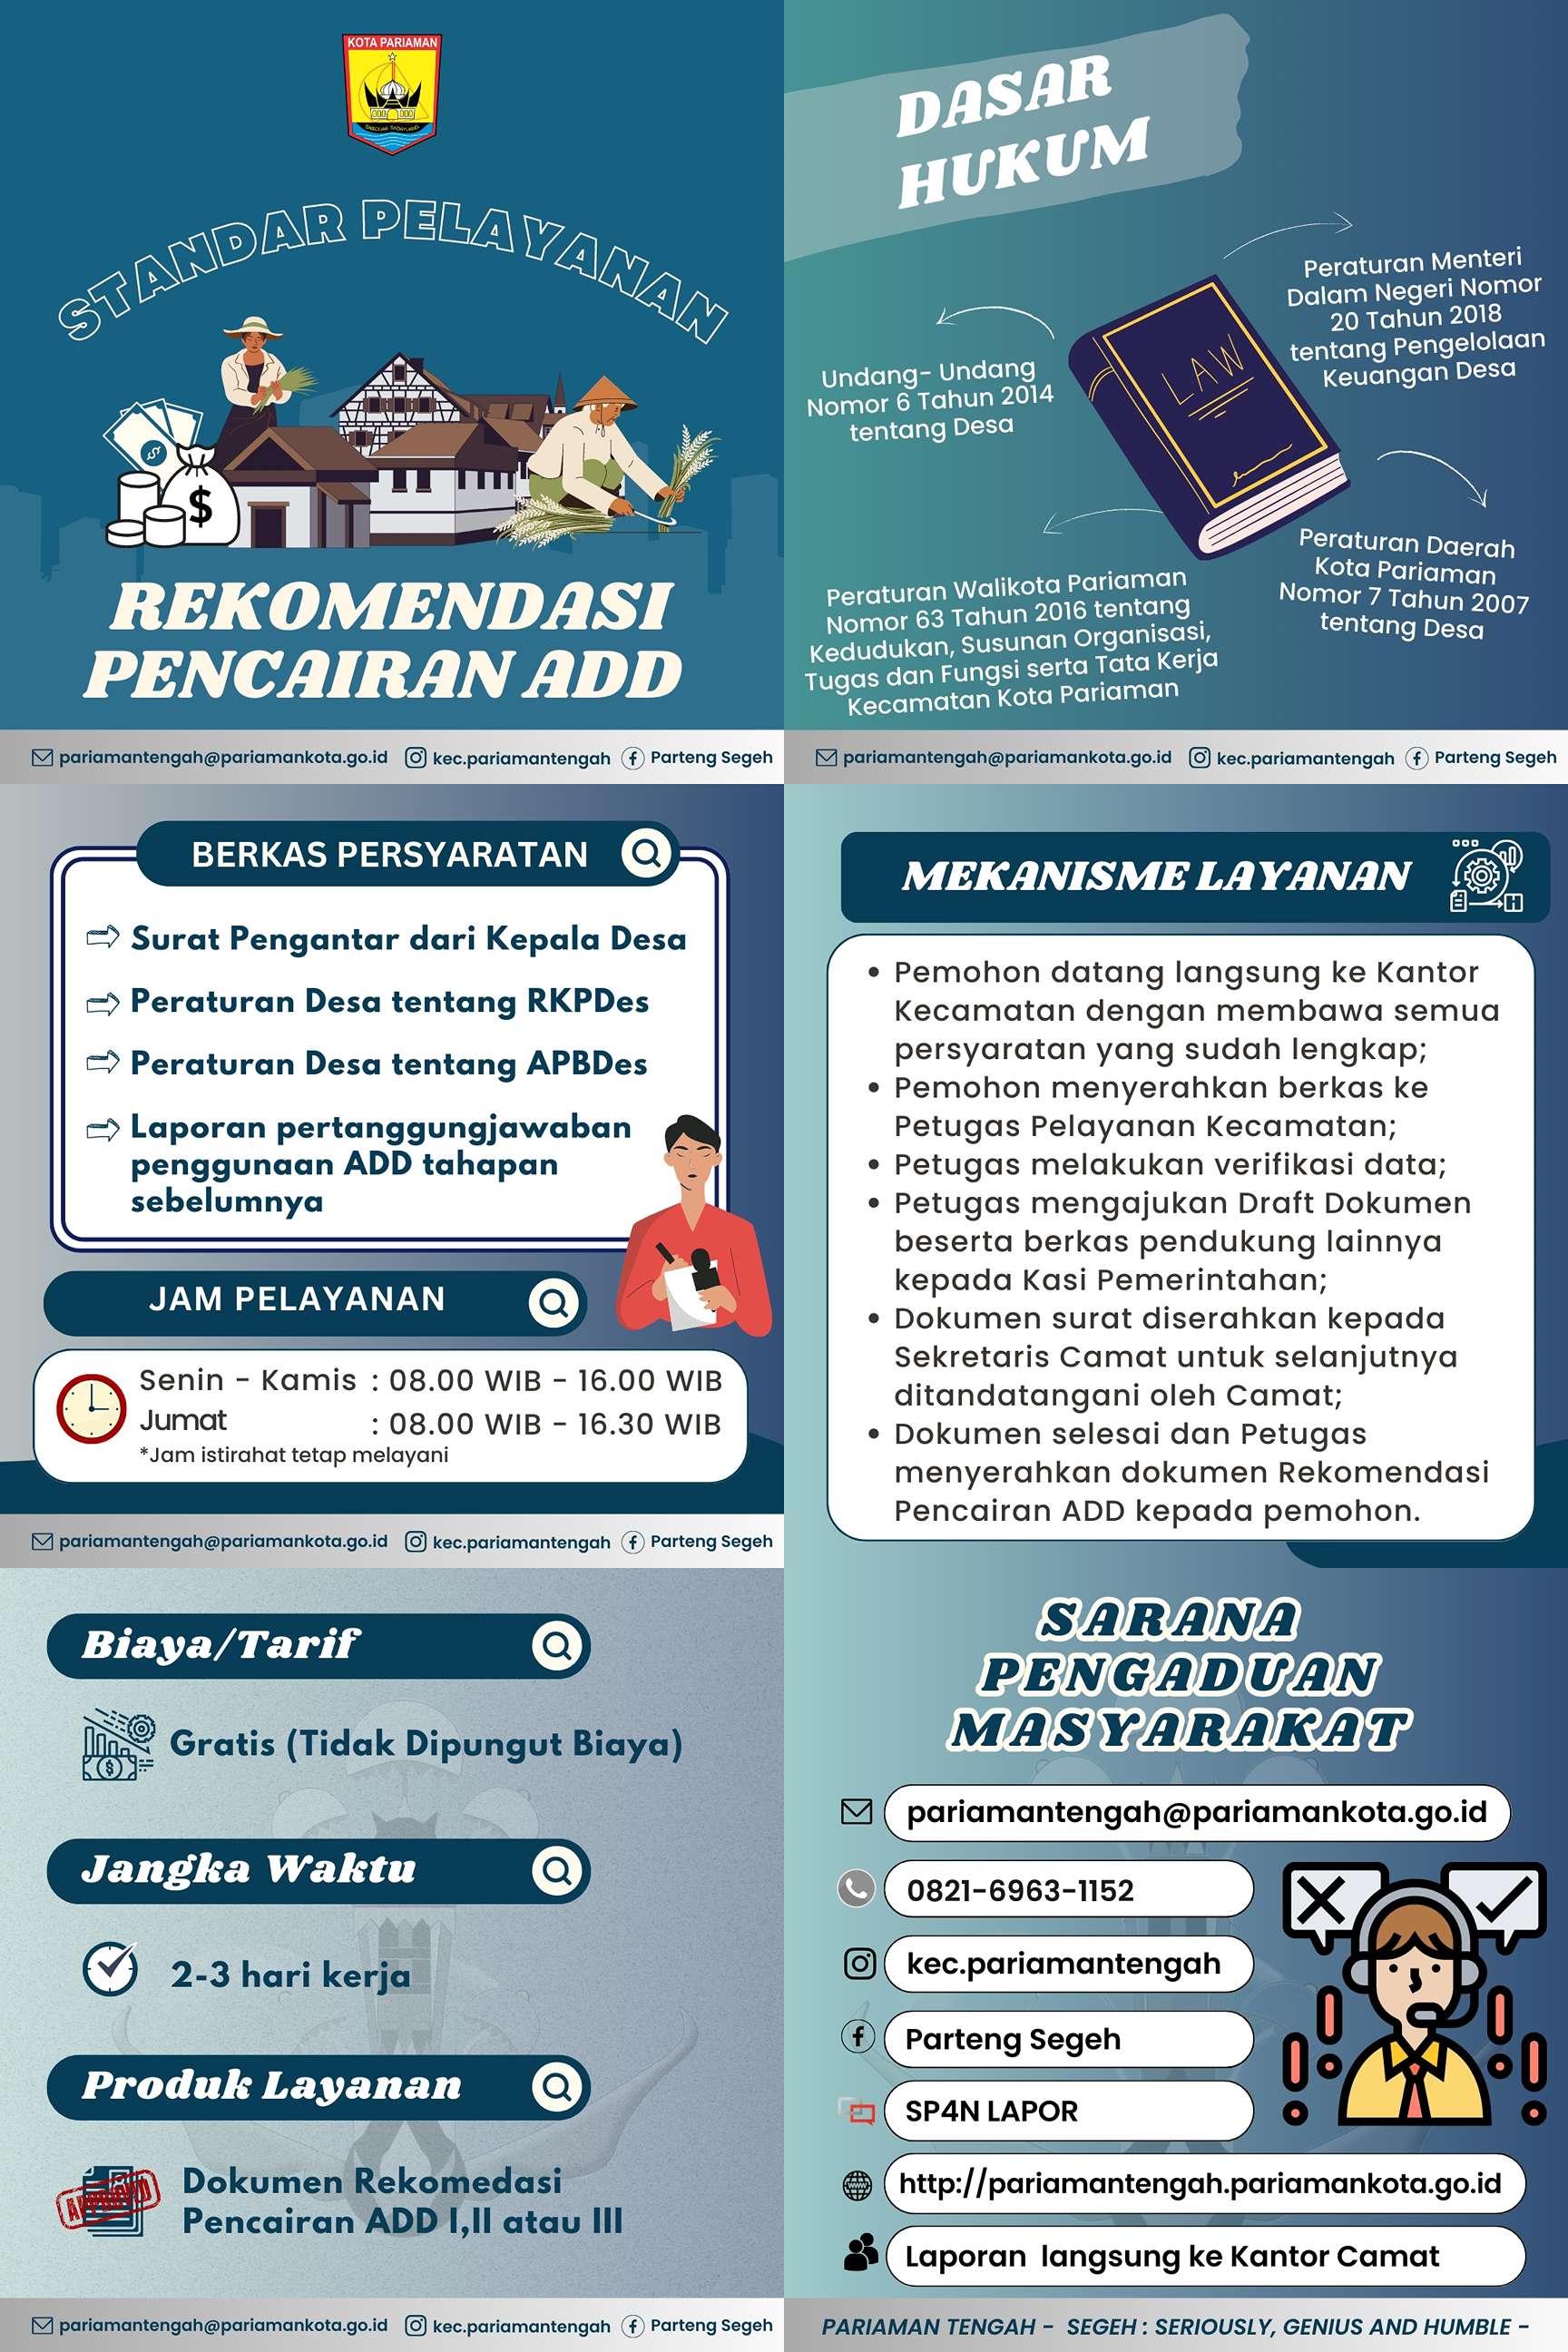 KOTA PARIAMAN
SABIDUAK SADAYUANG
STANDAR PELAYANAN
$
$
REKOMENDASI
PENCAIRAN ADD
pariamantengah@pariamankota.go.id kec.pariamantengah Parteng Segeh
DASAR
HUKUM
Peraturan Menteri
Dalam Negeri Nomor
20 Tahun 2018
tentang Pengelolaan
Keuangan Desa
Undang- Undang
Nomor 6 Tahun 2014
tentang Desa
LAW
Peraturan Daerah
Kota Pariaman
Nomor 7 Tahun 2007
tentang Desa
Peraturan Walikota Pariaman
Nomor 63 Tahun 2016 tentang
Kedudukan, Susunan Organisasi,
Tugas dan Fungsi serta Tata Kerja
Kecamatan Kota Pariaman
pariamantengah@pariamankota.go.id kec.pariamantengah Parteng Segeh
BERKAS PERSYARATAN
Surat Pengantar dari Kepala Desa
Peraturan Desa tentang RKPDes
Peraturan Desa tentang APBDes
Laporan pertanggungjawaban
penggunaan ADD tahapan
sebelumnya
JAM PELAYANAN
Senin - Kamis : 08.00 WIB - 16.00 WIB
Jumat : 08.00 WIB - 16.30 WIB
*Jam istirahat tetap melayani
pariamantengah@pariamankota.go.id kec.pariamantengah Parteng Segeh
MEKANISME LAYANAN
• Pemohon datang langsung ke Kantor
Kecamatan dengan membawa semua
persyaratan yang sudah lengkap;
• Pemohon menyerahkan berkas ke
Petugas Pelayanan Kecamatan;
• Petugas melakukan verifikasi data;
• Petugas mengajukan Draft Dokumen
beserta berkas pendukung lainnya
kepada Kasi Pemerintahan;
• Dokumen surat diserahkan kepada
Sekretaris Camat untuk selanjutnya
ditandatangani oleh Camat;
• Dokumen selesai dan Petugas
menyerahkan dokumen Rekomendasi
Pencairan ADD kepada pemohon.
Biaya/Tarif
$
Gratis (Tidak Dipungut Biaya)
Jangka Waktu
2-3 hari kerja
Produk Layanan
APPROVED
Dokumen Rekomedasi
Pencairan ADD I,II atau III
pariamantengah@pariamankota.go.id kec.pariamantengah Parteng Segeh
SARANA
PENGADUAN
MASYARAKAT
pariamantengah@pariamankota.go.id
0821-6963-1152
kec.pariamantengah
Parteng Segeh
SP4N LAPOR
http://pariamantengah.pariamankota.go.id
Laporan langsung ke Kantor Camat
PARIAMAN TENGAH - SEGEH : SERIOUSLY, GENIUS AND HUMBLE -